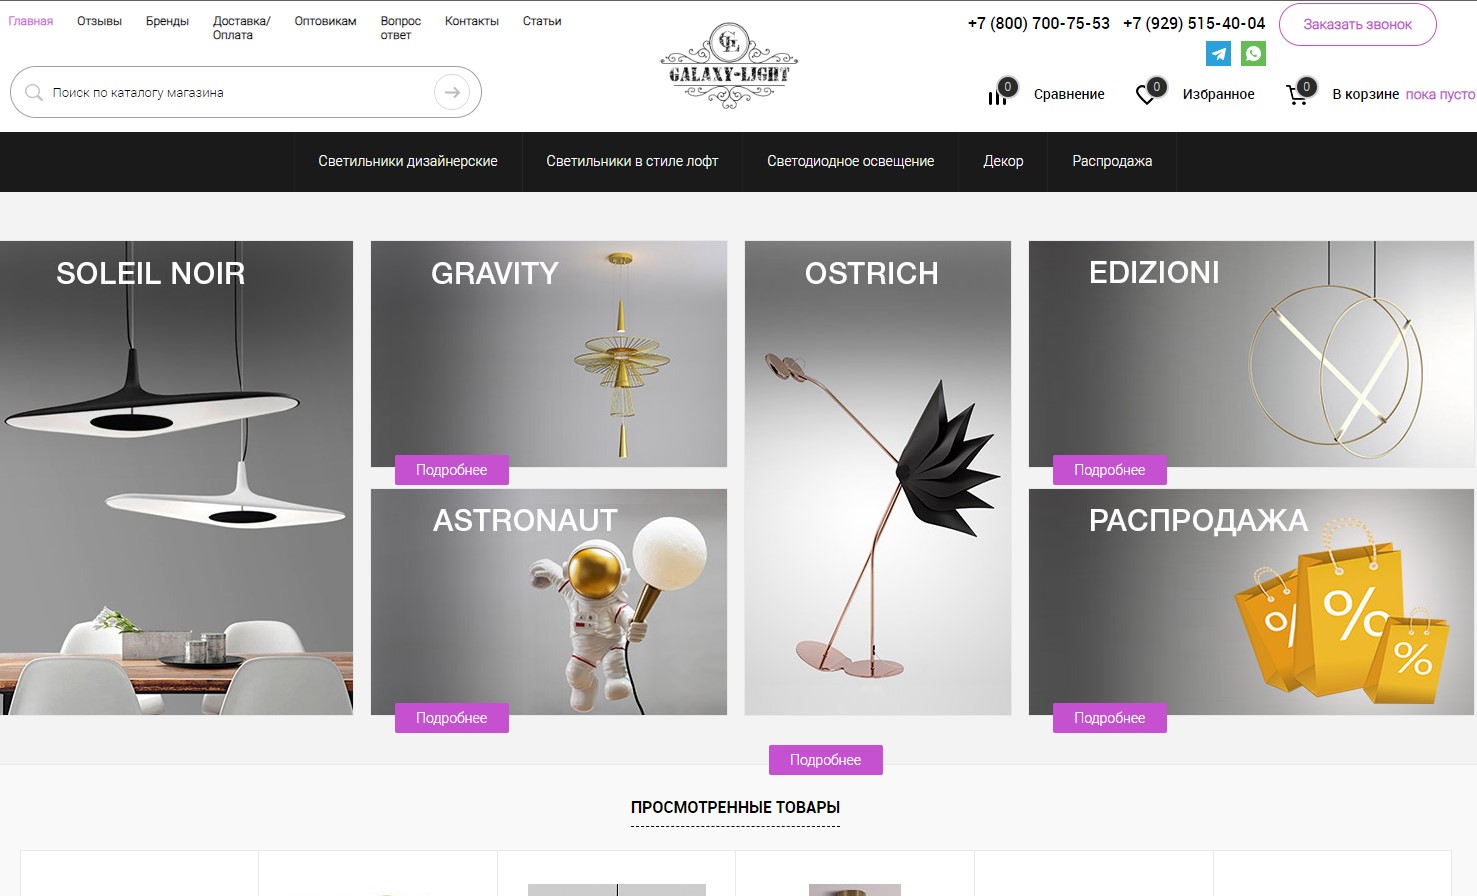 Главная
Отзывы
Бренды
Доставка/
Оплата
Оптовикам
Вопрос
ответ
Контакты
Статьи
Поиск по каталогу магазина
GL
GALAXY-LIGHT
+7 (800) 700-75-53 +7 (929) 515-40-04
Заказать звонок
0 Сравнение
0 Избранное
0 В корзине пока пусто
Светильники дизайнерские
Светильники в стиле лофт
Светодиодное освещение
Декор
Распродажа
SOLEIL NOIR
GRAVITY
Подробнее
ASTRONAUT
Подробнее
OSTRICH
Подробнее
EDIZIONI
Подробнее
РАСПРОДАЖА
%
%
%
Подробнее
ПРОСМОТРЕННЫЕ ТОВАРЫ